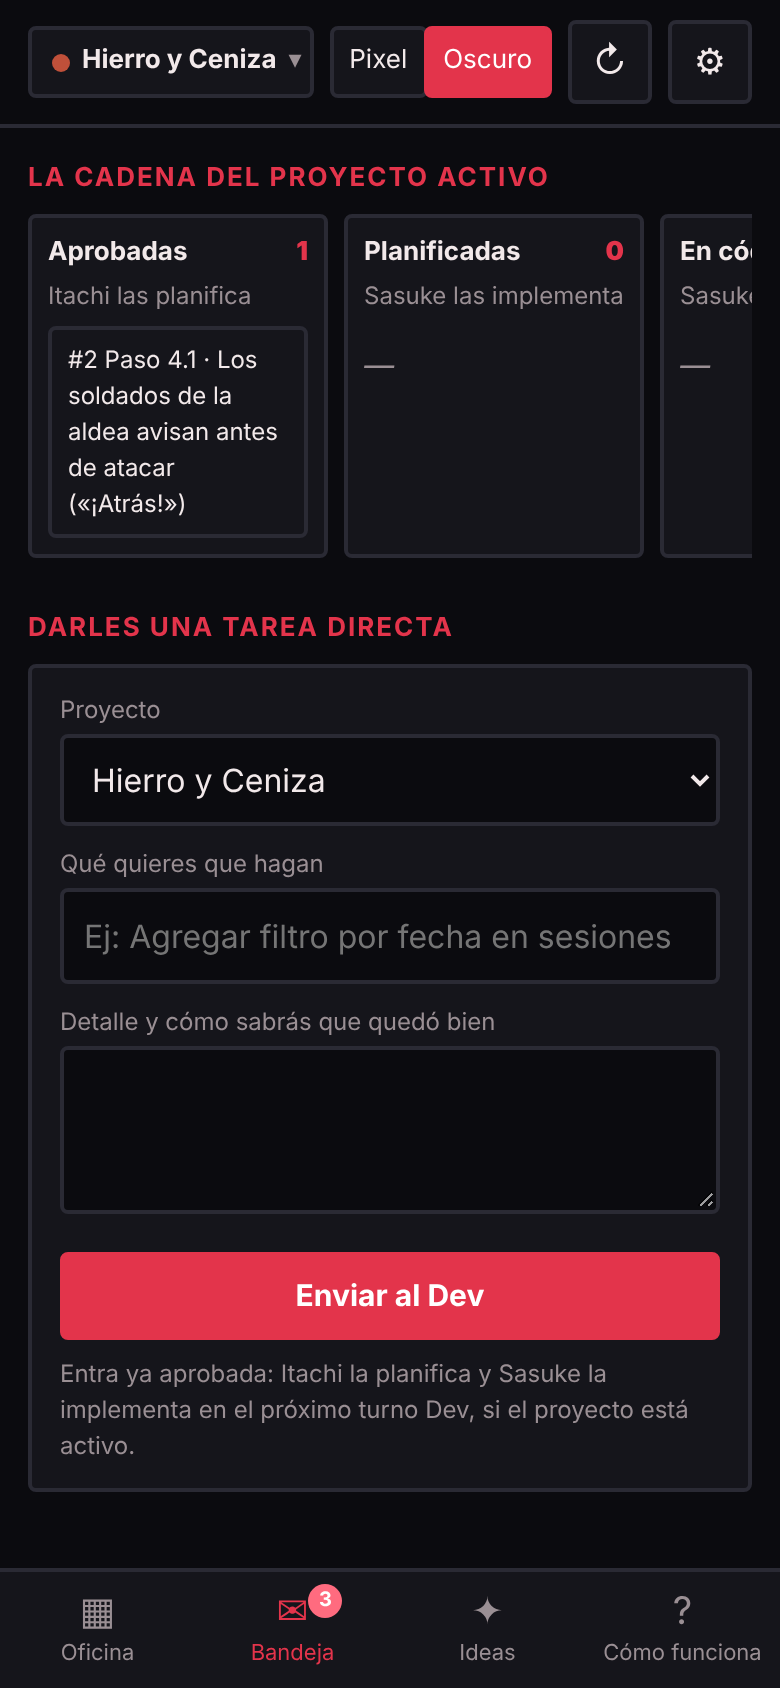 Hierro y Ceniza ▾ Pixel Oscuro
LA CADENA DEL PROYECTO ACTIVO
Aprobadas 1
Itachi las planifica
#2 Paso 4.1 · Los
soldados de la
aldea avisan antes
de atacar
(«¡Atrás!»)
Planificadas 0
Sasuke las implementa
—
En có
Sasuke
—
DARLES UNA TAREA DIRECTA
Proyecto
Hierro y Ceniza
Qué quieres que hagan
Ej: Agregar filtro por fecha en sesiones
Detalle y cómo sabrás que quedó bien
Enviar al Dev
Entra ya aprobada: Itachi la planifica y Sasuke la
implementa en el próximo turno Dev, si el proyecto está
activo.
3
Oficina Bandeja Ideas Cómo funciona